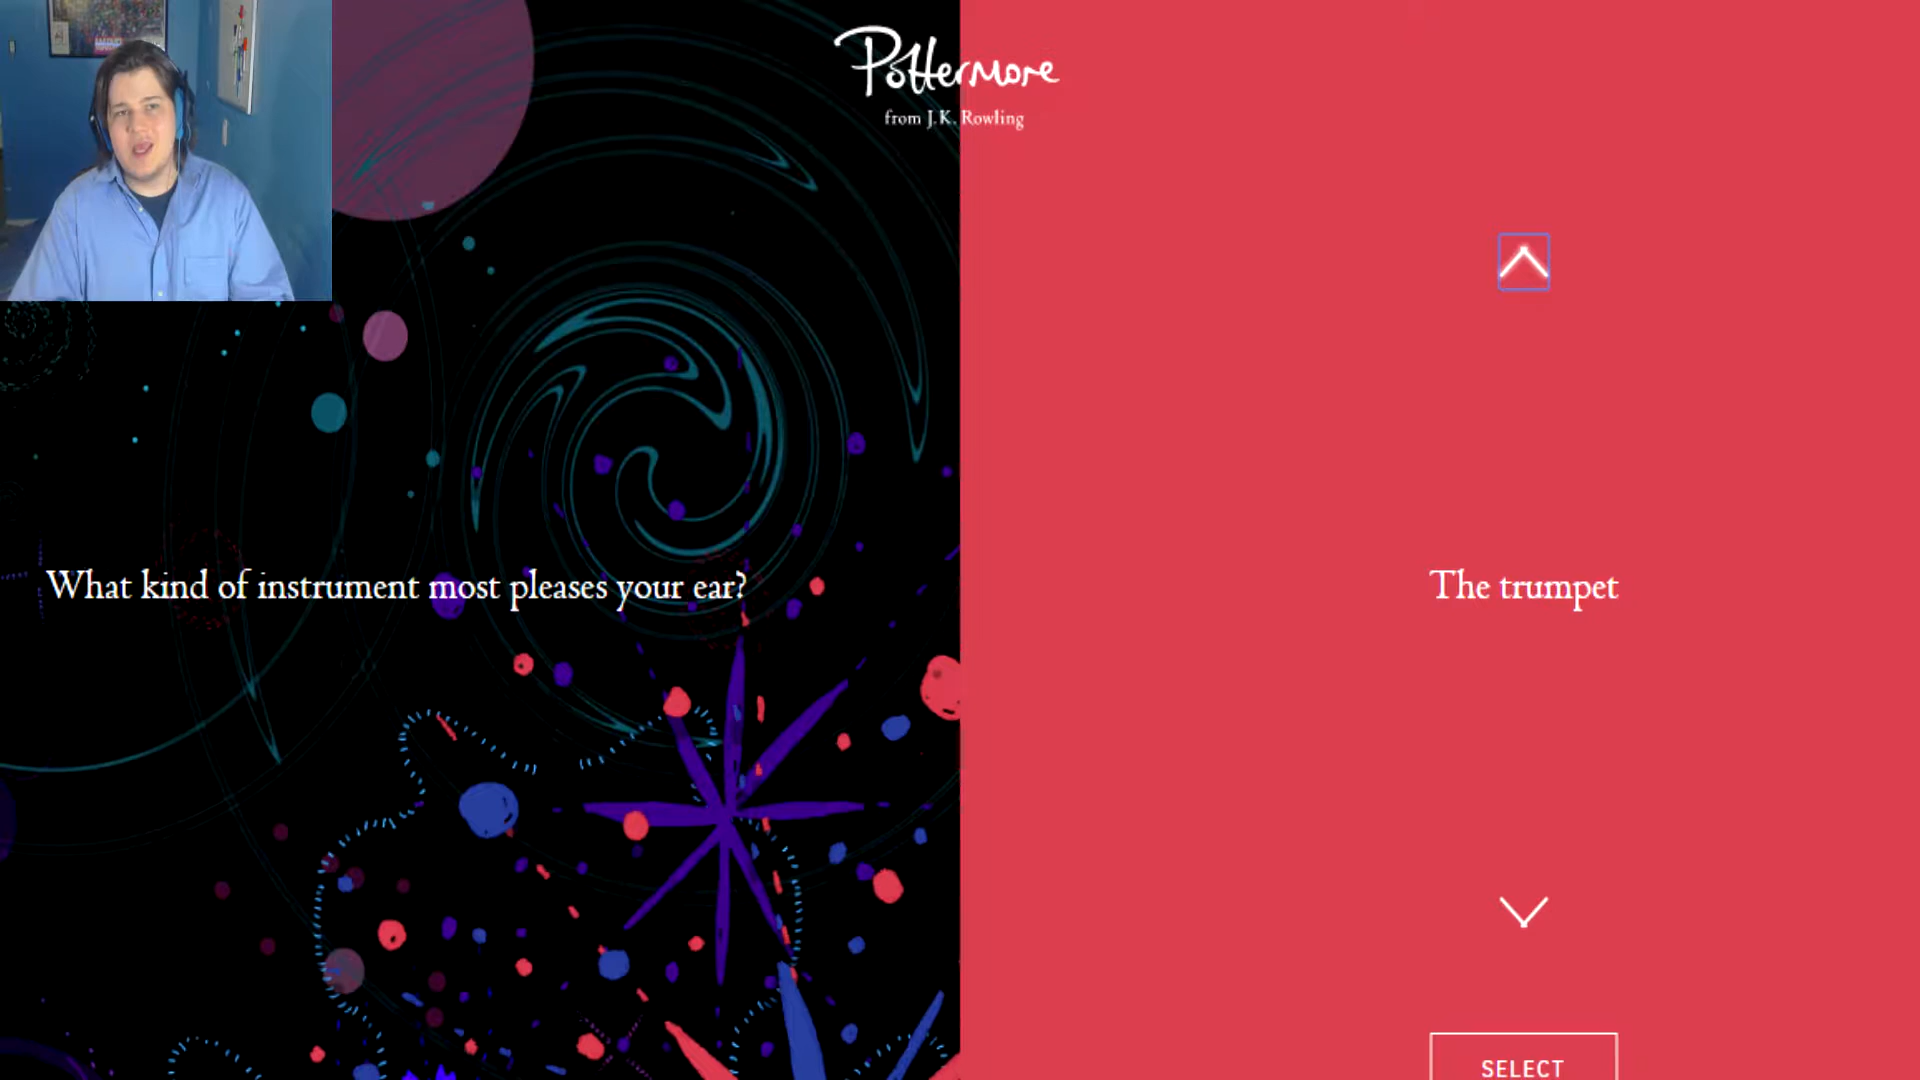 Pottermore
from J.K. Rowling
What kind of instrument most pleases your ear?
The trumpet
SELECT